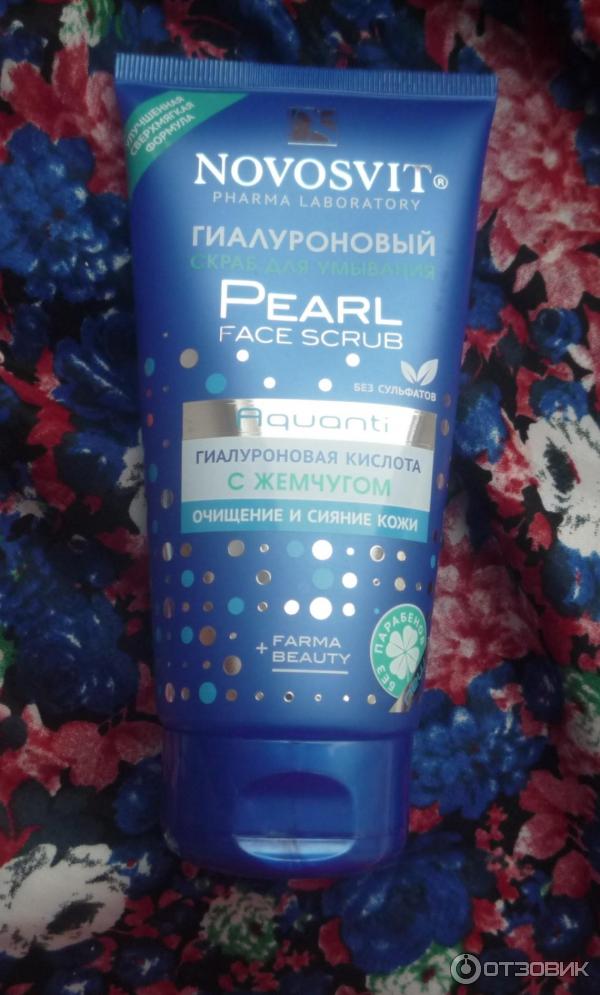 УЛУЧШЕННАЯ
СВЕРХМЯГКАЯ
ФОРМУЛА
NOVOSVIT®
PHARMA LABORATORY
ГИАЛУРОНОВЫЙ
СКРАБ ДЛЯ УМЫВАНИЯ
PEARL
FACE SCRUB
БЕЗ СУЛЬФАТОВ
Aquanti
ГИАЛУРОНОВАЯ КИСЛОТА
С ЖЕМЧУГОМ
ОЧИЩЕНИЕ И СИЯНИЕ КОЖИ
+ FARMA
BEAUTY
БЕЗ ПАРАБЕНОВ
ОТЗОВИК